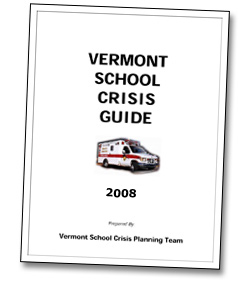 VERMONT
SCHOOL
CRISIS
GUIDE
2008
Prepared By
Vermont School Crisis Planning Team